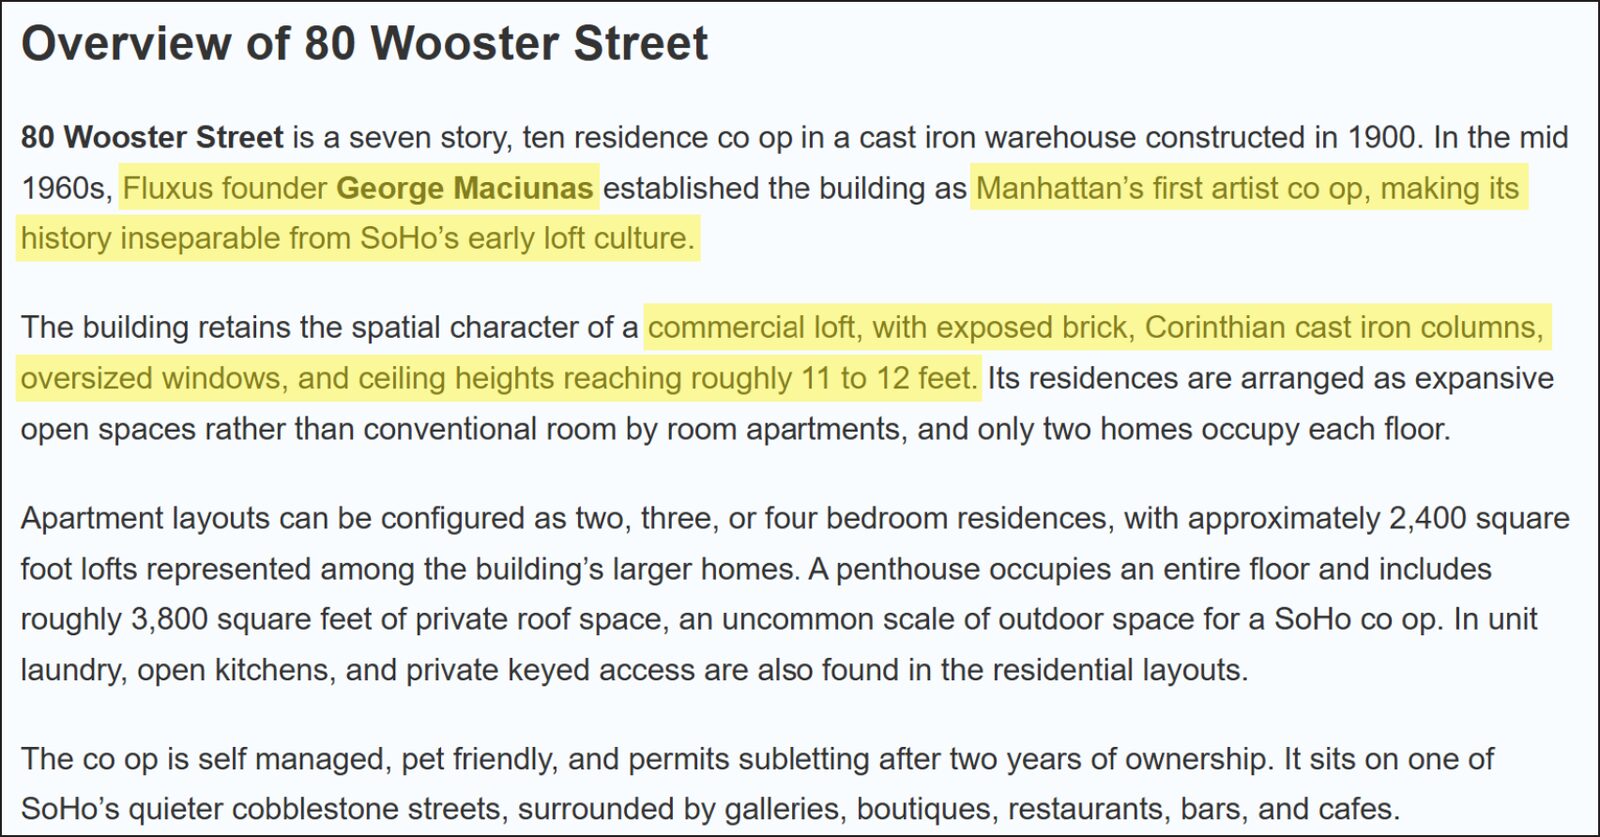 Overview of 80 Wooster Street
80 Wooster Street is a seven story, ten residence co op in a cast iron warehouse constructed in 1900. In the mid
1960s, Fluxus founder George Maciunas established the building as Manhattan’s first artist co op, making its
history inseparable from SoHo’s early loft culture.
The building retains the spatial character of a commercial loft, with exposed brick, Corinthian cast iron columns,
oversized windows, and ceiling heights reaching roughly 11 to 12 feet. Its residences are arranged as expansive
open spaces rather than conventional room by room apartments, and only two homes occupy each floor.
Apartment layouts can be configured as two, three, or four bedroom residences, with approximately 2,400 square
foot lofts represented among the building’s larger homes. A penthouse occupies an entire floor and includes
roughly 3,800 square feet of private roof space, an uncommon scale of outdoor space for a SoHo co op. In unit
laundry, open kitchens, and private keyed access are also found in the residential layouts.
The co op is self managed, pet friendly, and permits subletting after two years of ownership. It sits on one of
SoHo’s quieter cobblestone streets, surrounded by galleries, boutiques, restaurants, bars, and cafes.